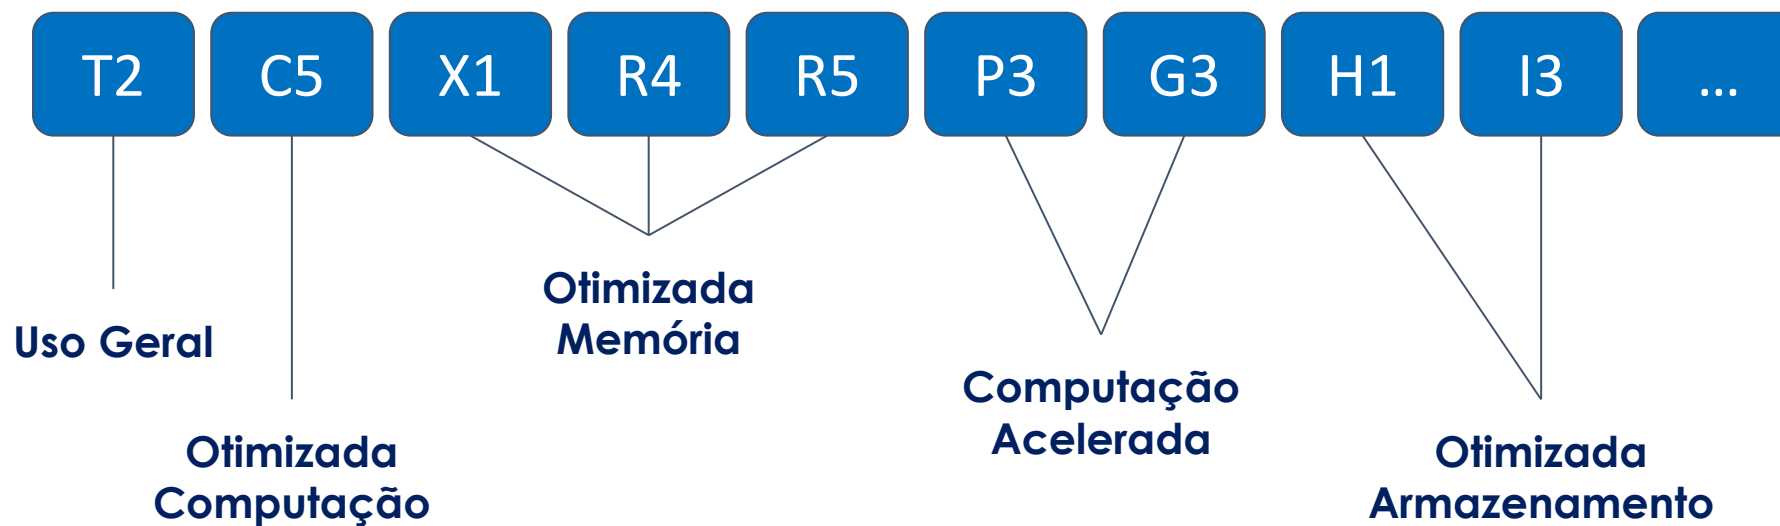 T2 C5 X1 R4 R5 P3 G3 H1 I3 ...
Uso Geral
Otimizada
Computação
Otimizada
Memória
Computação
Acelerada
Otimizada
Armazenamento